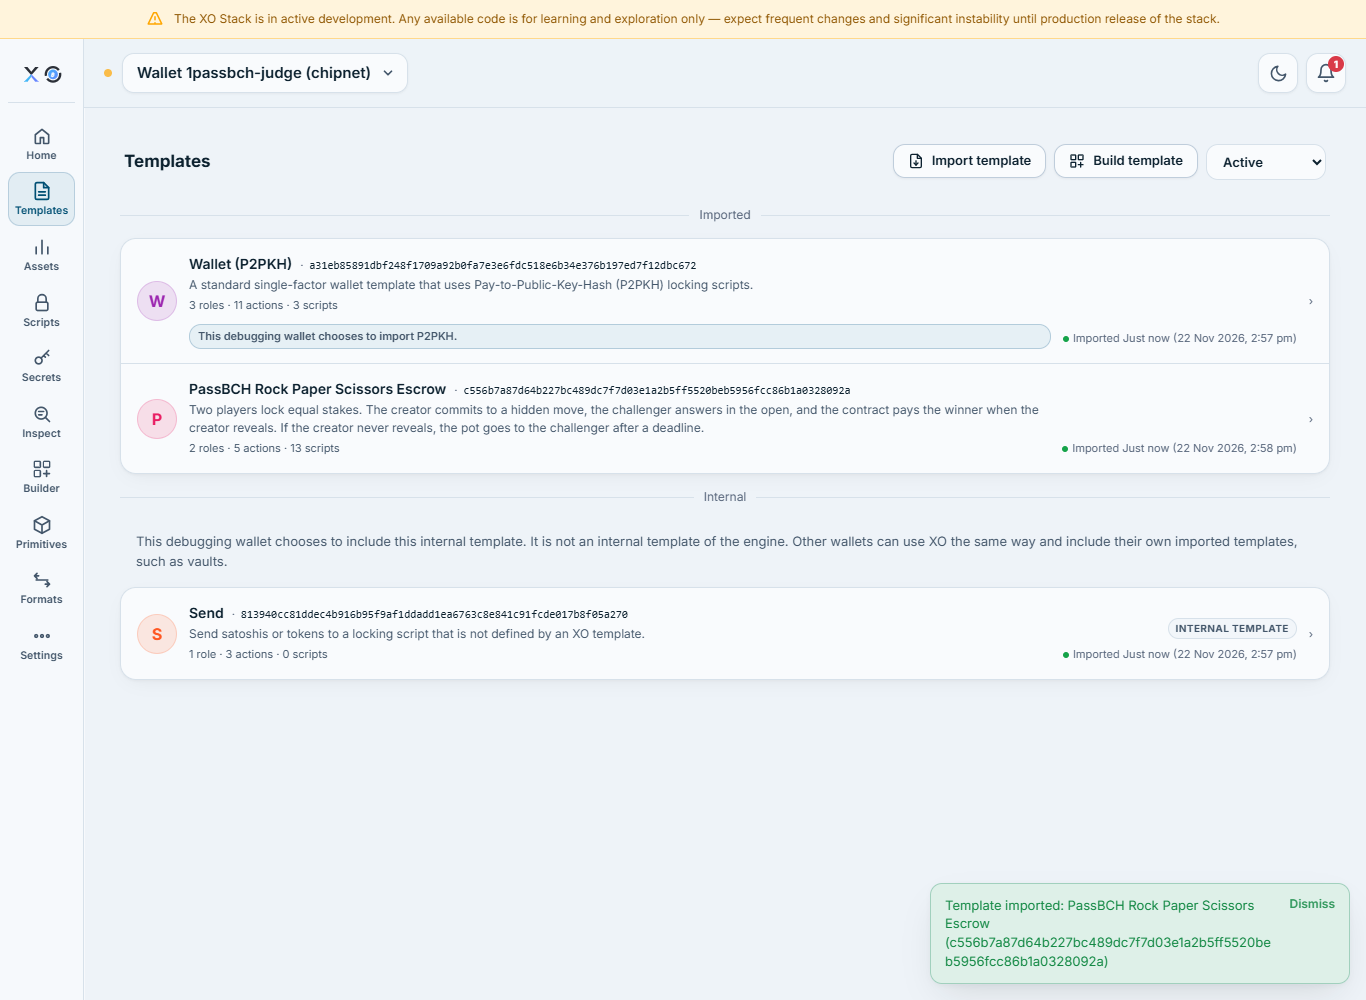 The XO Stack is in active development. Any available code is for learning and exploration only — expect frequent changes and significant instability until production release of the stack.
XO
Wallet 1passbch-judge (chipnet)
1
Home
Templates
Assets
Scripts
Secrets
Inspect
Builder
Primitives
Formats
Settings
Templates
Import template
Build template
Active
Imported
W
Wallet (P2PKH) · a31eb85891dbf248f1709a92b0fa7e3e6fdc518e6b34e376b197ed7f12dbc672
A standard single-factor wallet template that uses Pay-to-Public-Key-Hash (P2PKH) locking scripts.
3 roles · 11 actions · 3 scripts
This debugging wallet chooses to import P2PKH.
Imported Just now (22 Nov 2026, 2:57 pm)
P
PassBCH Rock Paper Scissors Escrow · c556b7a87d64b227bc489dc7f7d03e1a2b5ff5520beb5956fcc86b1a0328092a
Two players lock equal stakes. The creator commits to a hidden move, the challenger answers in the open, and the contract pays the winner when the
creator reveals. If the creator never reveals, the pot goes to the challenger after a deadline.
2 roles · 5 actions · 13 scripts
Imported Just now (22 Nov 2026, 2:58 pm)
Internal
This debugging wallet chooses to include this internal template. It is not an internal template of the engine. Other wallets can use XO the same way and include their own imported templates,
such as vaults.
S
Send · 813940cc81ddec4b916b95f9af1ddadd1ea6763c8e841c91fcde017b8f05a270
Send satoshis or tokens to a locking script that is not defined by an XO template.
1 role · 3 actions · 0 scripts
INTERNAL TEMPLATE
Imported Just now (22 Nov 2026, 2:57 pm)
Template imported: PassBCH Rock Paper Scissors
Escrow
(c556b7a87d64b227bc489dc7f7d03e1a2b5ff5520be
b5956fcc86b1a0328092a)
Dismiss